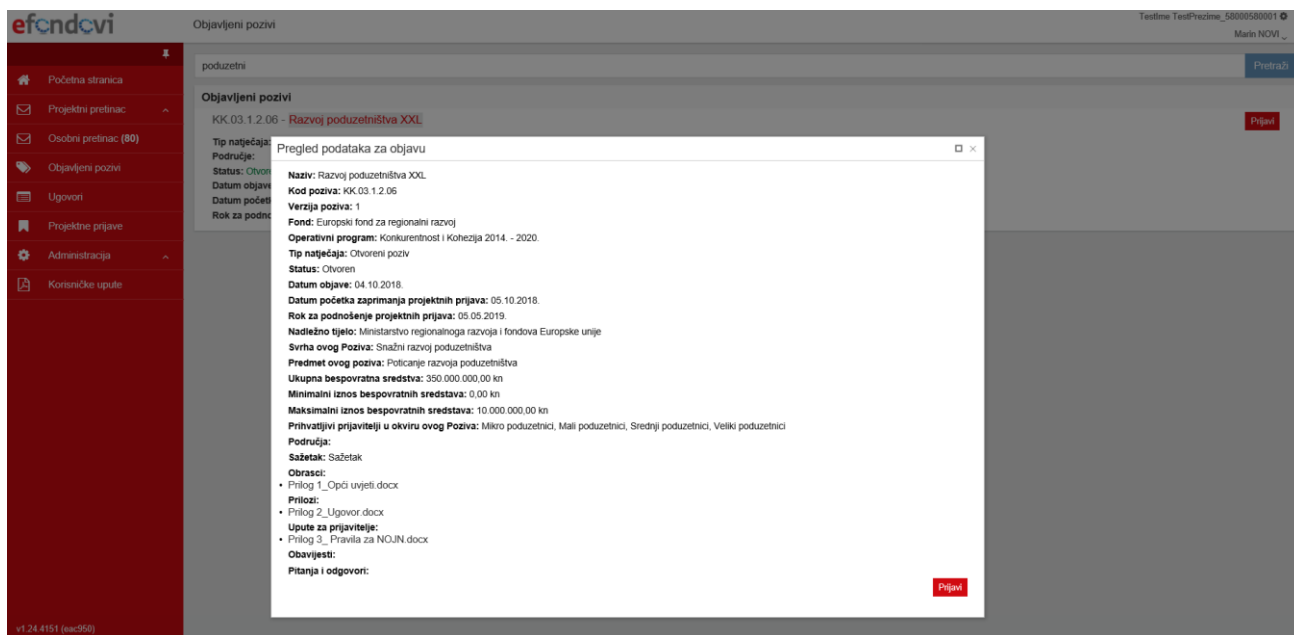 efondovi
Objavljeni pozivi
TestIme TestPrezime_58000580001
Marin NOVI
poduzetni
Pretraži
Početna stranica
Projektni pretinac
Osobni pretinac (80)
Objavljeni pozivi
Ugovori
Projektne prijave
Administracija
Korisničke upute
v1.24.4151 (eac950)
Objavljeni pozivi
KK.03.1.2.06 - Razvoj poduzetništva XXL
Prijavi
Tip natječaja:
Područje:
Status: Otvoren
Datum objave
Datum početk
Rok za podno
Pregled podataka za objavu
Naziv: Razvoj poduzetništva XXL
Kod poziva: KK.03.1.2.06
Verzija poziva: 1
Fond: Europski fond za regionalni razvoj
Operativni program: Konkurentnost i Kohezija 2014. - 2020.
Tip natječaja: Otvoreni poziv
Status: Otvoren
Datum objave: 04.10.2018.
Datum početka zaprimanja projektnih prijava: 05.10.2018.
Rok za podnošenje projektnih prijava: 05.05.2019.
Nadležno tijelo: Ministarstvo regionalnoga razvoja i fondova Europske unije
Svrha ovog Poziva: Snažni razvoj poduzetništva
Predmet ovog poziva: Poticanje razvoja poduzetništva
Ukupna bespovratna sredstva: 350.000.000,00 kn
Minimalni iznos bespovratnih sredstava: 0,00 kn
Maksimalni iznos bespovratnih sredstava: 10.000.000,00 kn
Prihvatljivi prijavitelji u okviru ovog Poziva: Mikro poduzetnici, Mali poduzetnici, Srednji poduzetnici, Veliki poduzetnici
Područja:
Sažetak: Sažetak
Obrasci:
• Prilog 1_Opći uvjeti.docx
Prilozi:
• Prilog 2_Ugovor.docx
Upute za prijavitelje:
• Prilog 3_ Pravila za NOJN.docx
Obavijesti:
Pitanja i odgovori:
Prijavi